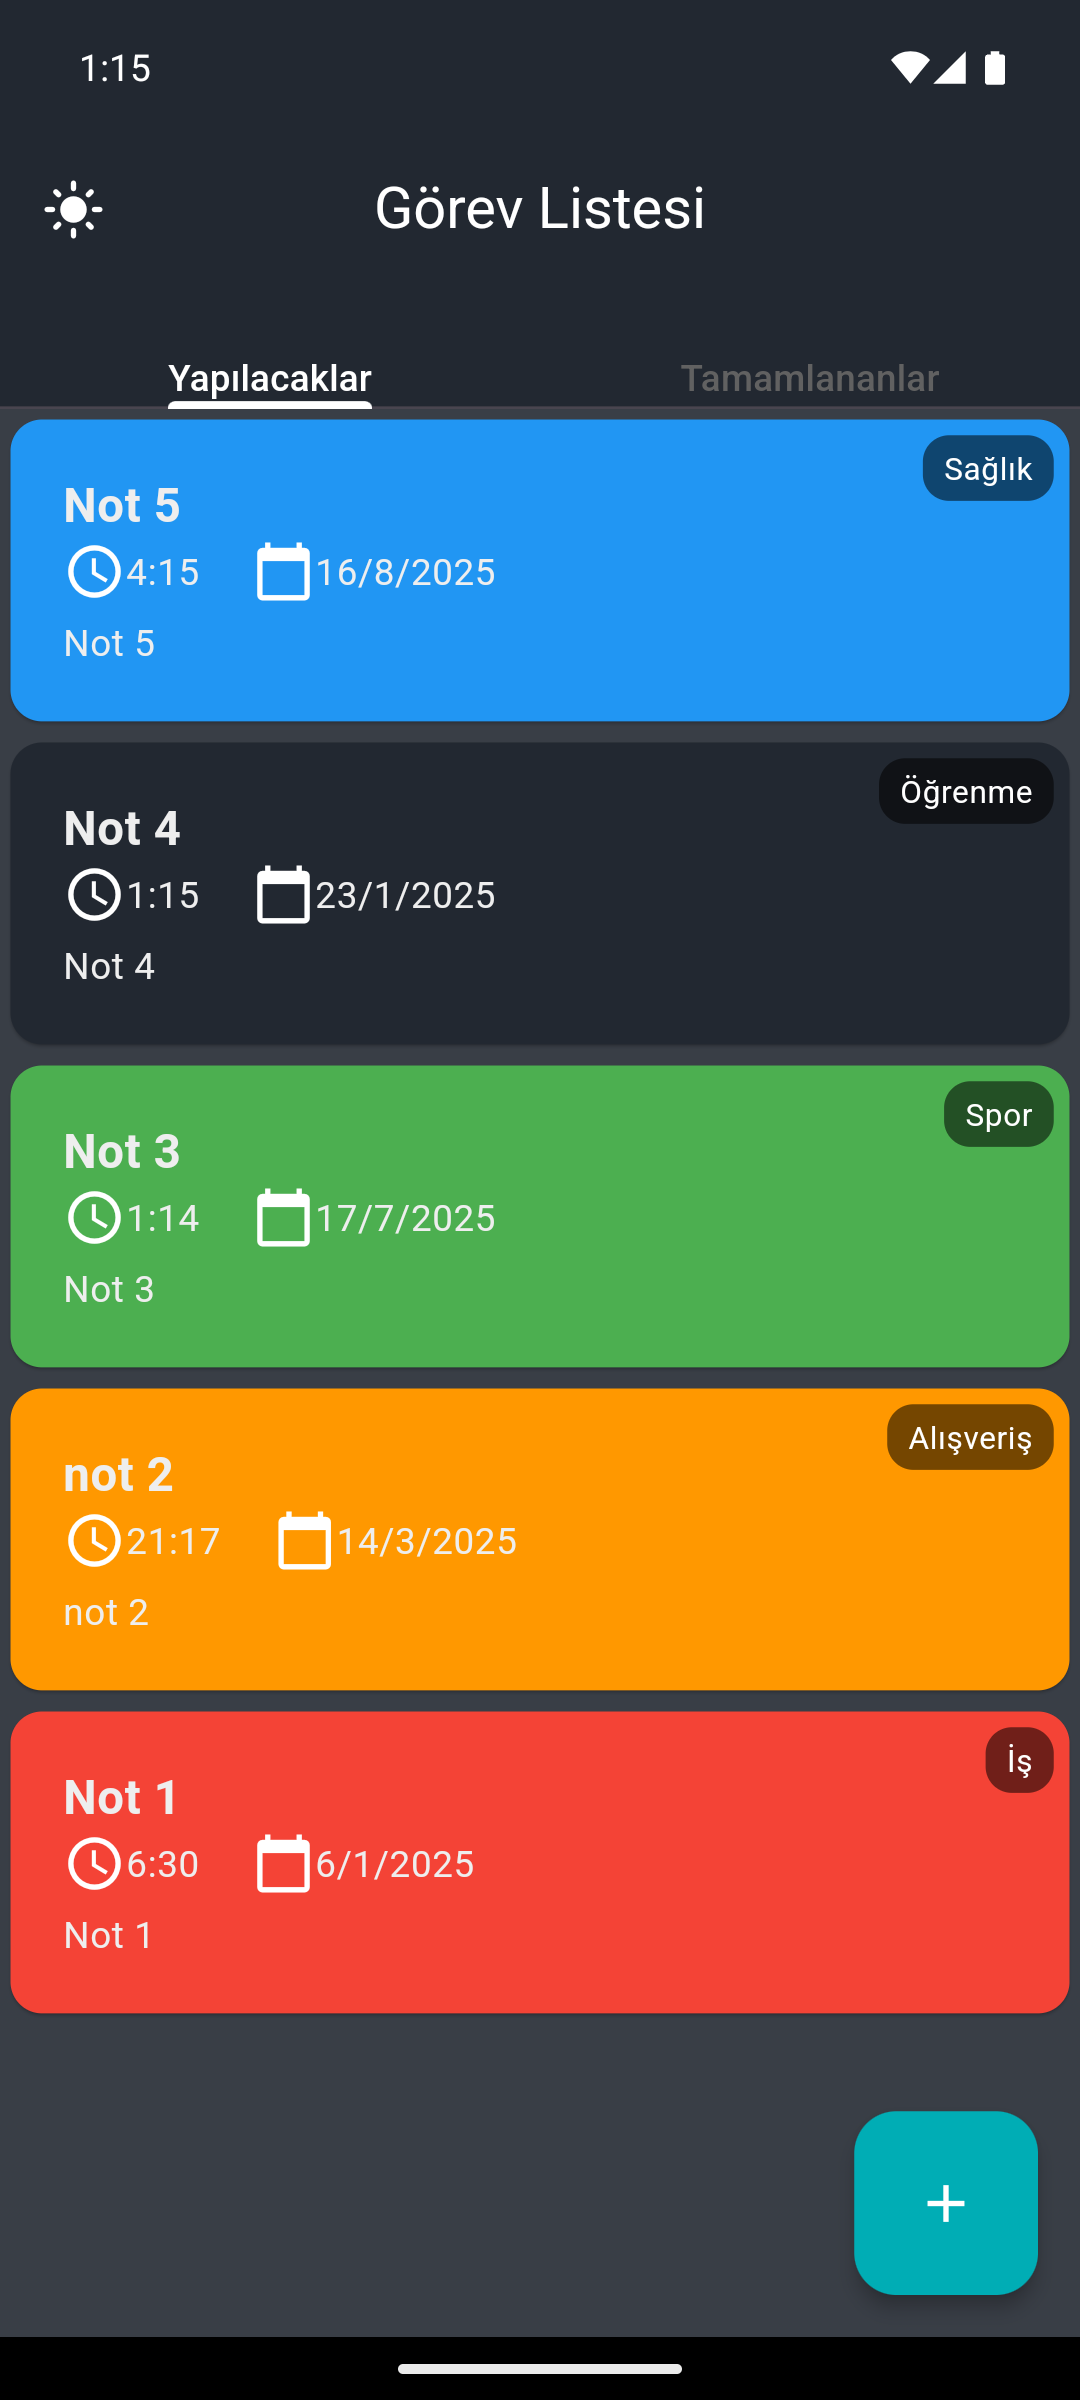 1:15
Görev Listesi
Yapılacaklar
Tamamlananlar
Sağlık
Not 5
4:15 16/8/2025
Not 5
Öğrenme
Not 4
1:15 23/1/2025
Not 4
Spor
Not 3
1:14 17/7/2025
Not 3
Alışveriş
not 2
21:17 14/3/2025
not 2
İş
Not 1
6:30 6/1/2025
Not 1